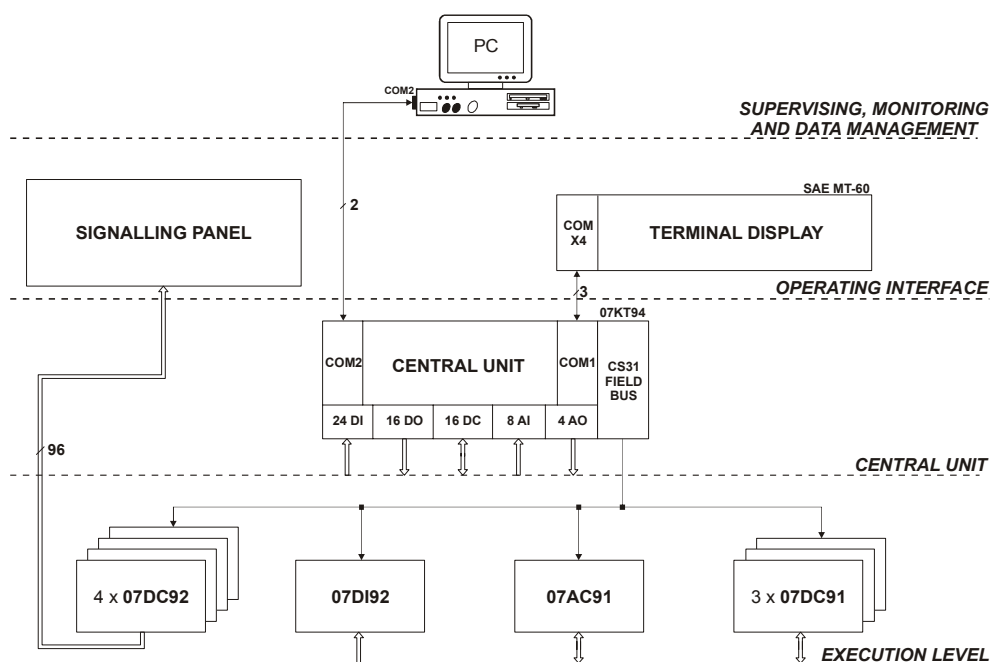 PC
COM2
SUPERVISING, MONITORING
AND DATA MANAGEMENT
SAE MT-60
2
SIGNALLING PANEL
COM
X4
TERMINAL DISPLAY
3
OPERATING INTERFACE
07KT94
COM2
CENTRAL UNIT
COM1
CS31
FIELD
BUS
24 DI
16 DO
16 DC
8 AI
4 AO
96
CENTRAL UNIT
4 x 07DC92
07DI92
07AC91
3 x 07DC91
EXECUTION LEVEL